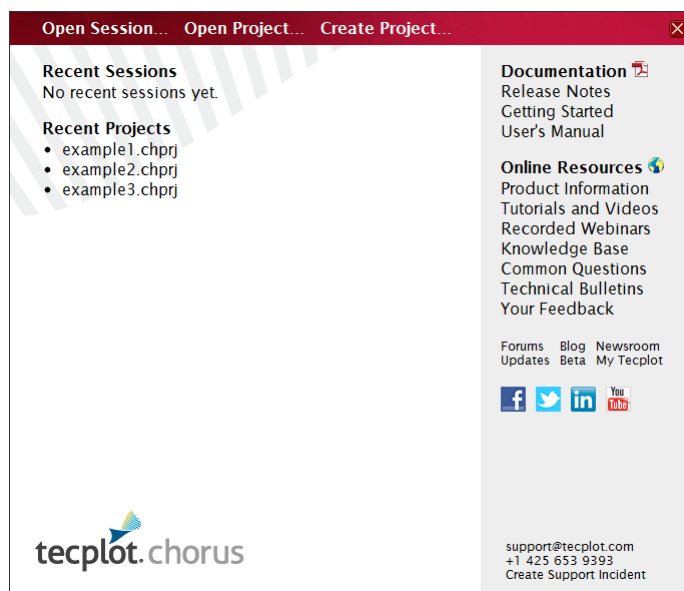 Open Session... Open Project... Create Project...
Recent Sessions
No recent sessions yet.
Recent Projects
• example1.chprj
• example2.chprj
• example3.chprj
Documentation
Release Notes
Getting Started
User's Manual
Online Resources
Product Information
Tutorials and Videos
Recorded Webinars
Knowledge Base
Common Questions
Technical Bulletins
Your Feedback
Forums Blog Newsroom
Updates Beta My Tecplot
f in You Tube
tecplot. chorus
support@tecplot.com
+1 425 653 9393
Create Support Incident